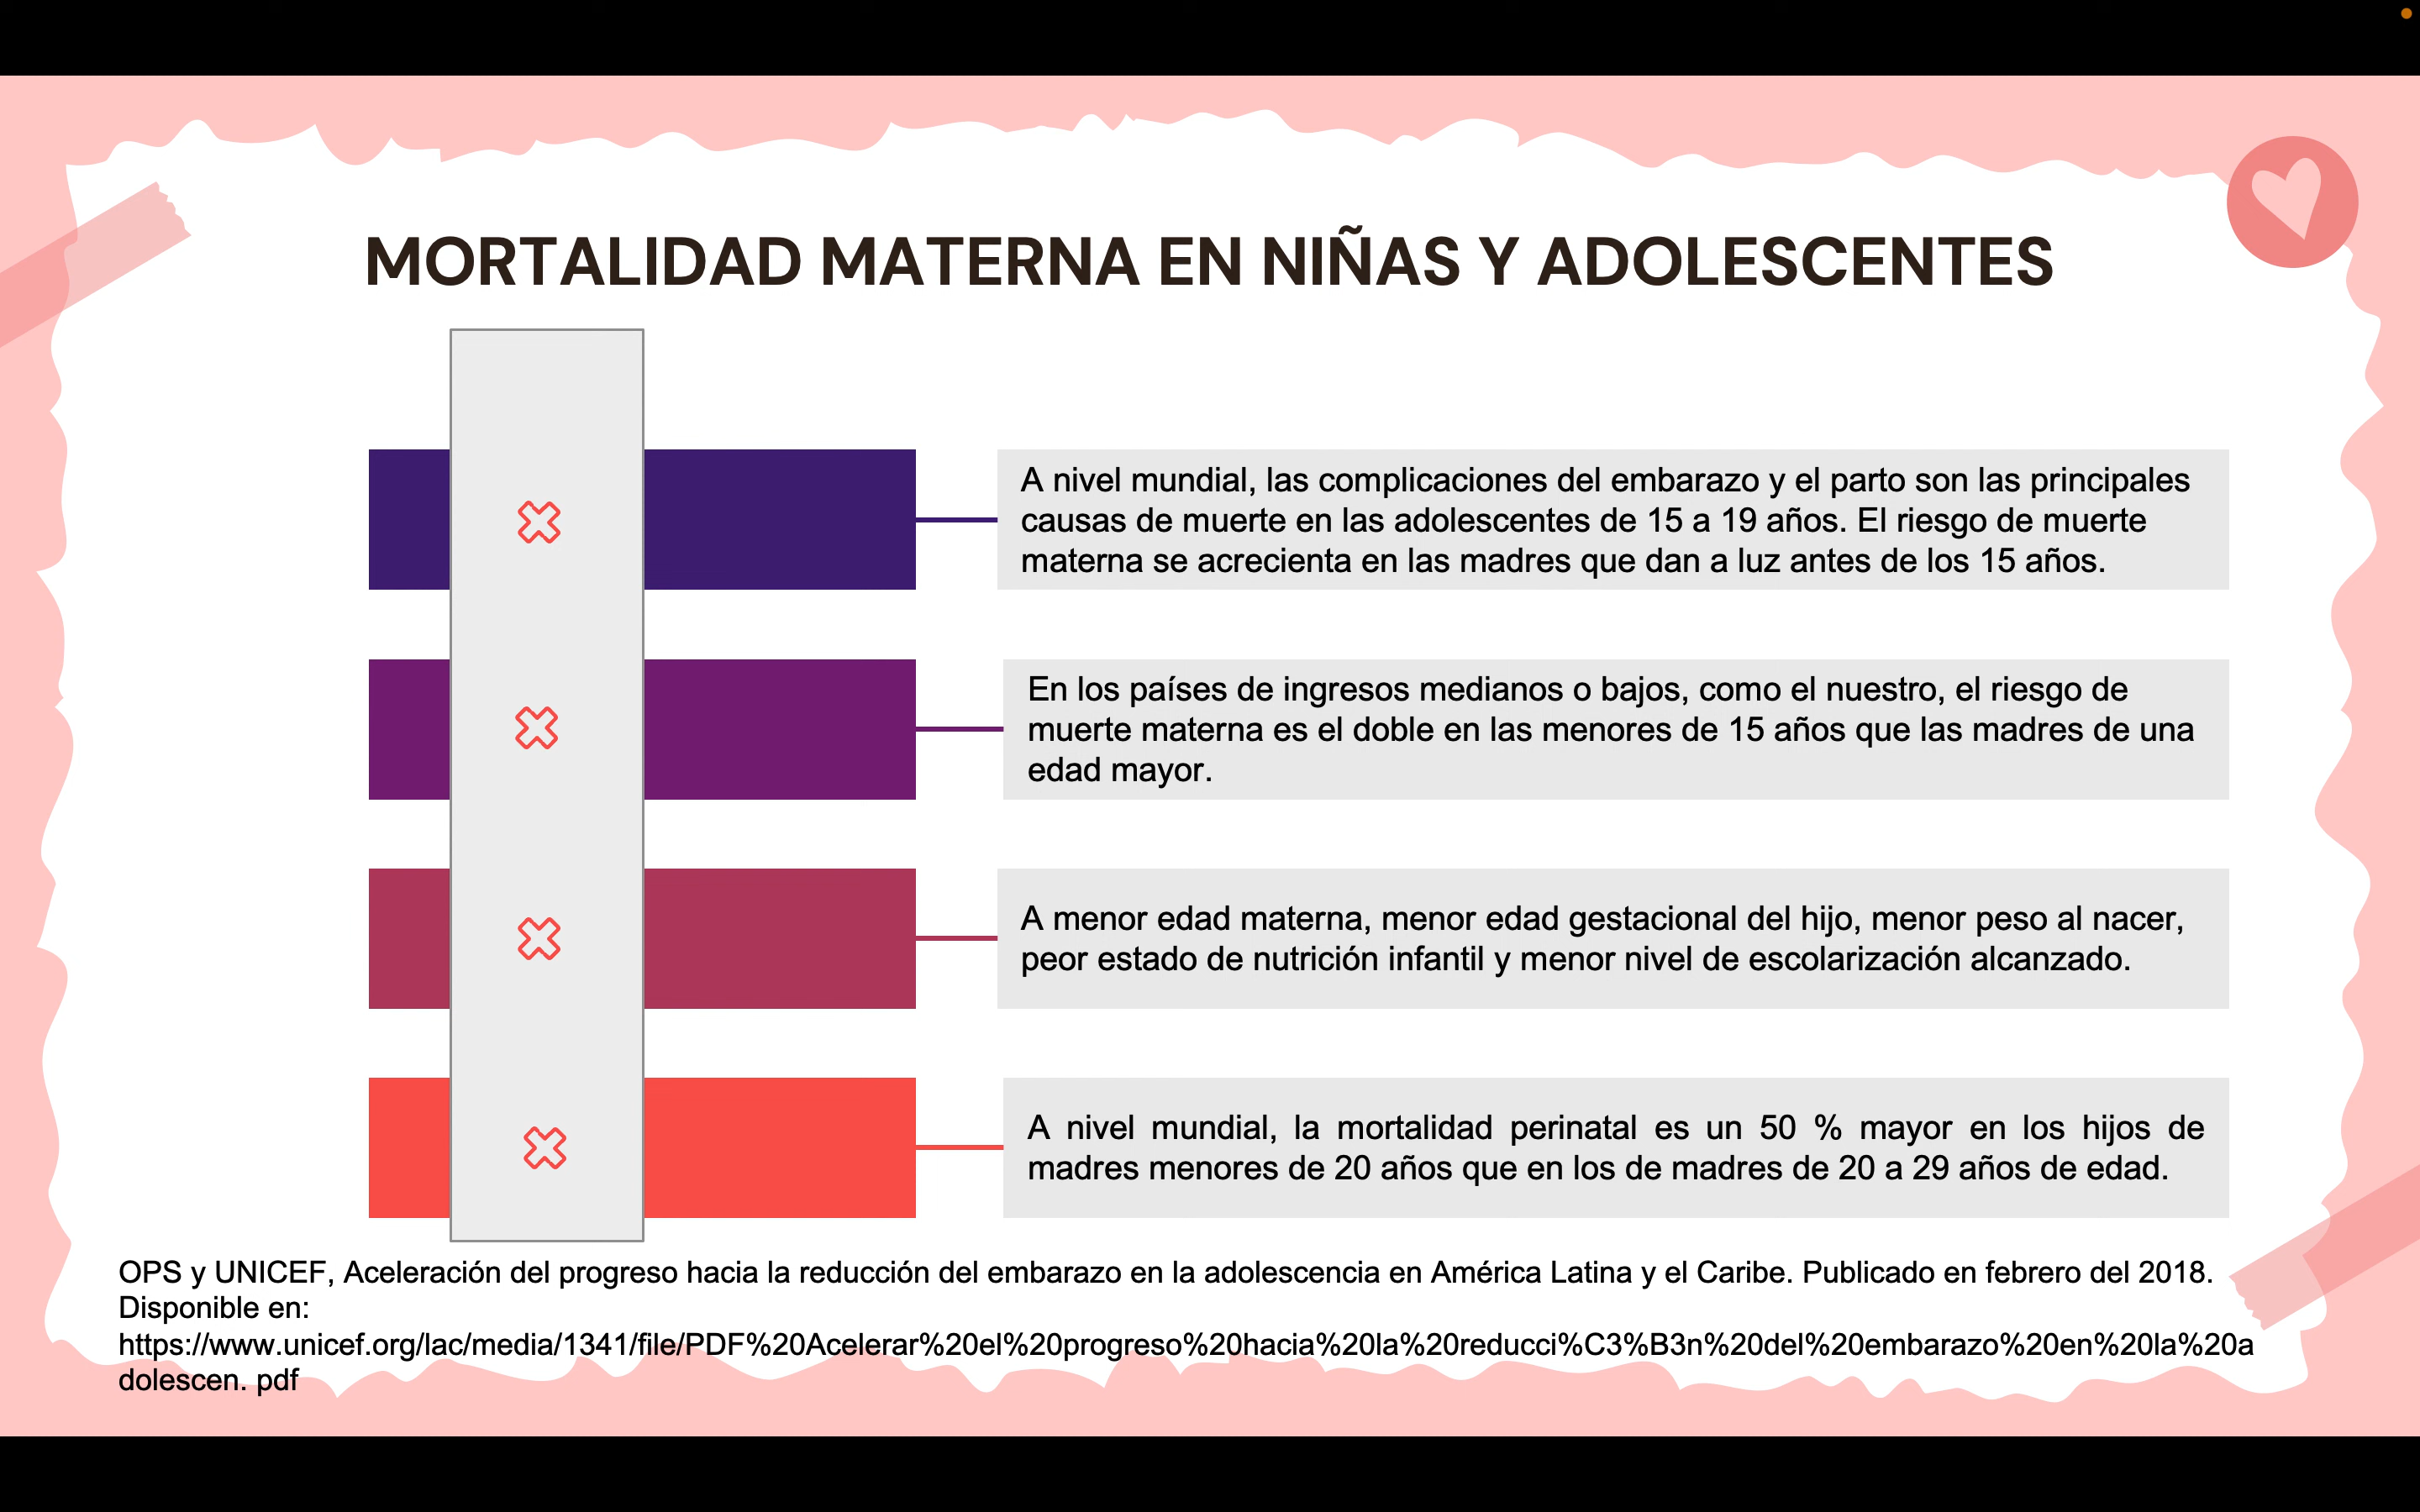 MORTALIDAD MATERNA EN NIÑAS Y ADOLESCENTES
A nivel mundial, las complicaciones del embarazo y el parto son las principales
causas de muerte en las adolescentes de 15 a 19 años. El riesgo de muerte
materna se acrecienta en las madres que dan a luz antes de los 15 años.
En los países de ingresos medianos o bajos, como el nuestro, el riesgo de
muerte materna es el doble en las menores de 15 años que las madres de una
edad mayor.
A menor edad materna, menor edad gestacional del hijo, menor peso al nacer,
peor estado de nutrición infantil y menor nivel de escolarización alcanzado.
A nivel mundial, la mortalidad perinatal es un 50 % mayor en los hijos de
madres menores de 20 años que en los de madres de 20 a 29 años de edad.
OPS y UNICEF, Aceleración del progreso hacia la reducción del embarazo en la adolescencia en América Latina y el Caribe. Publicado en febrero del 2018.
Disponible en:
https://www.unicef.org/lac/media/1341/file/PDF%20Acelerar%20el%20progreso%20hacia%20la%20reducci%C3%B3n%20del%20embarazo%20en%20la%20a
dolescen. pdf